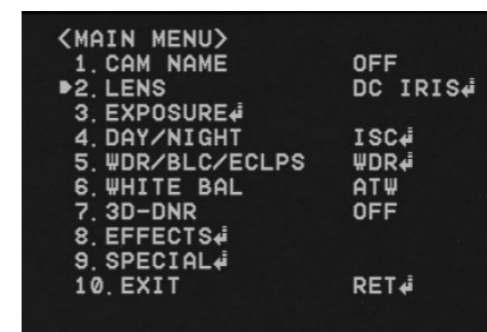 <MAIN MENU>
1. CAM NAME OFF
2. LENS DC IRIS↲
3. EXPOSURE↲
4. DAY/NIGHT ISC↲
5. WDR/BLC/ECLPS WDR↲
6. WHITE BAL ATW
7. 3D-DNR OFF
8. EFFECTS↲
9. SPECIAL↲
10. EXIT RET↲